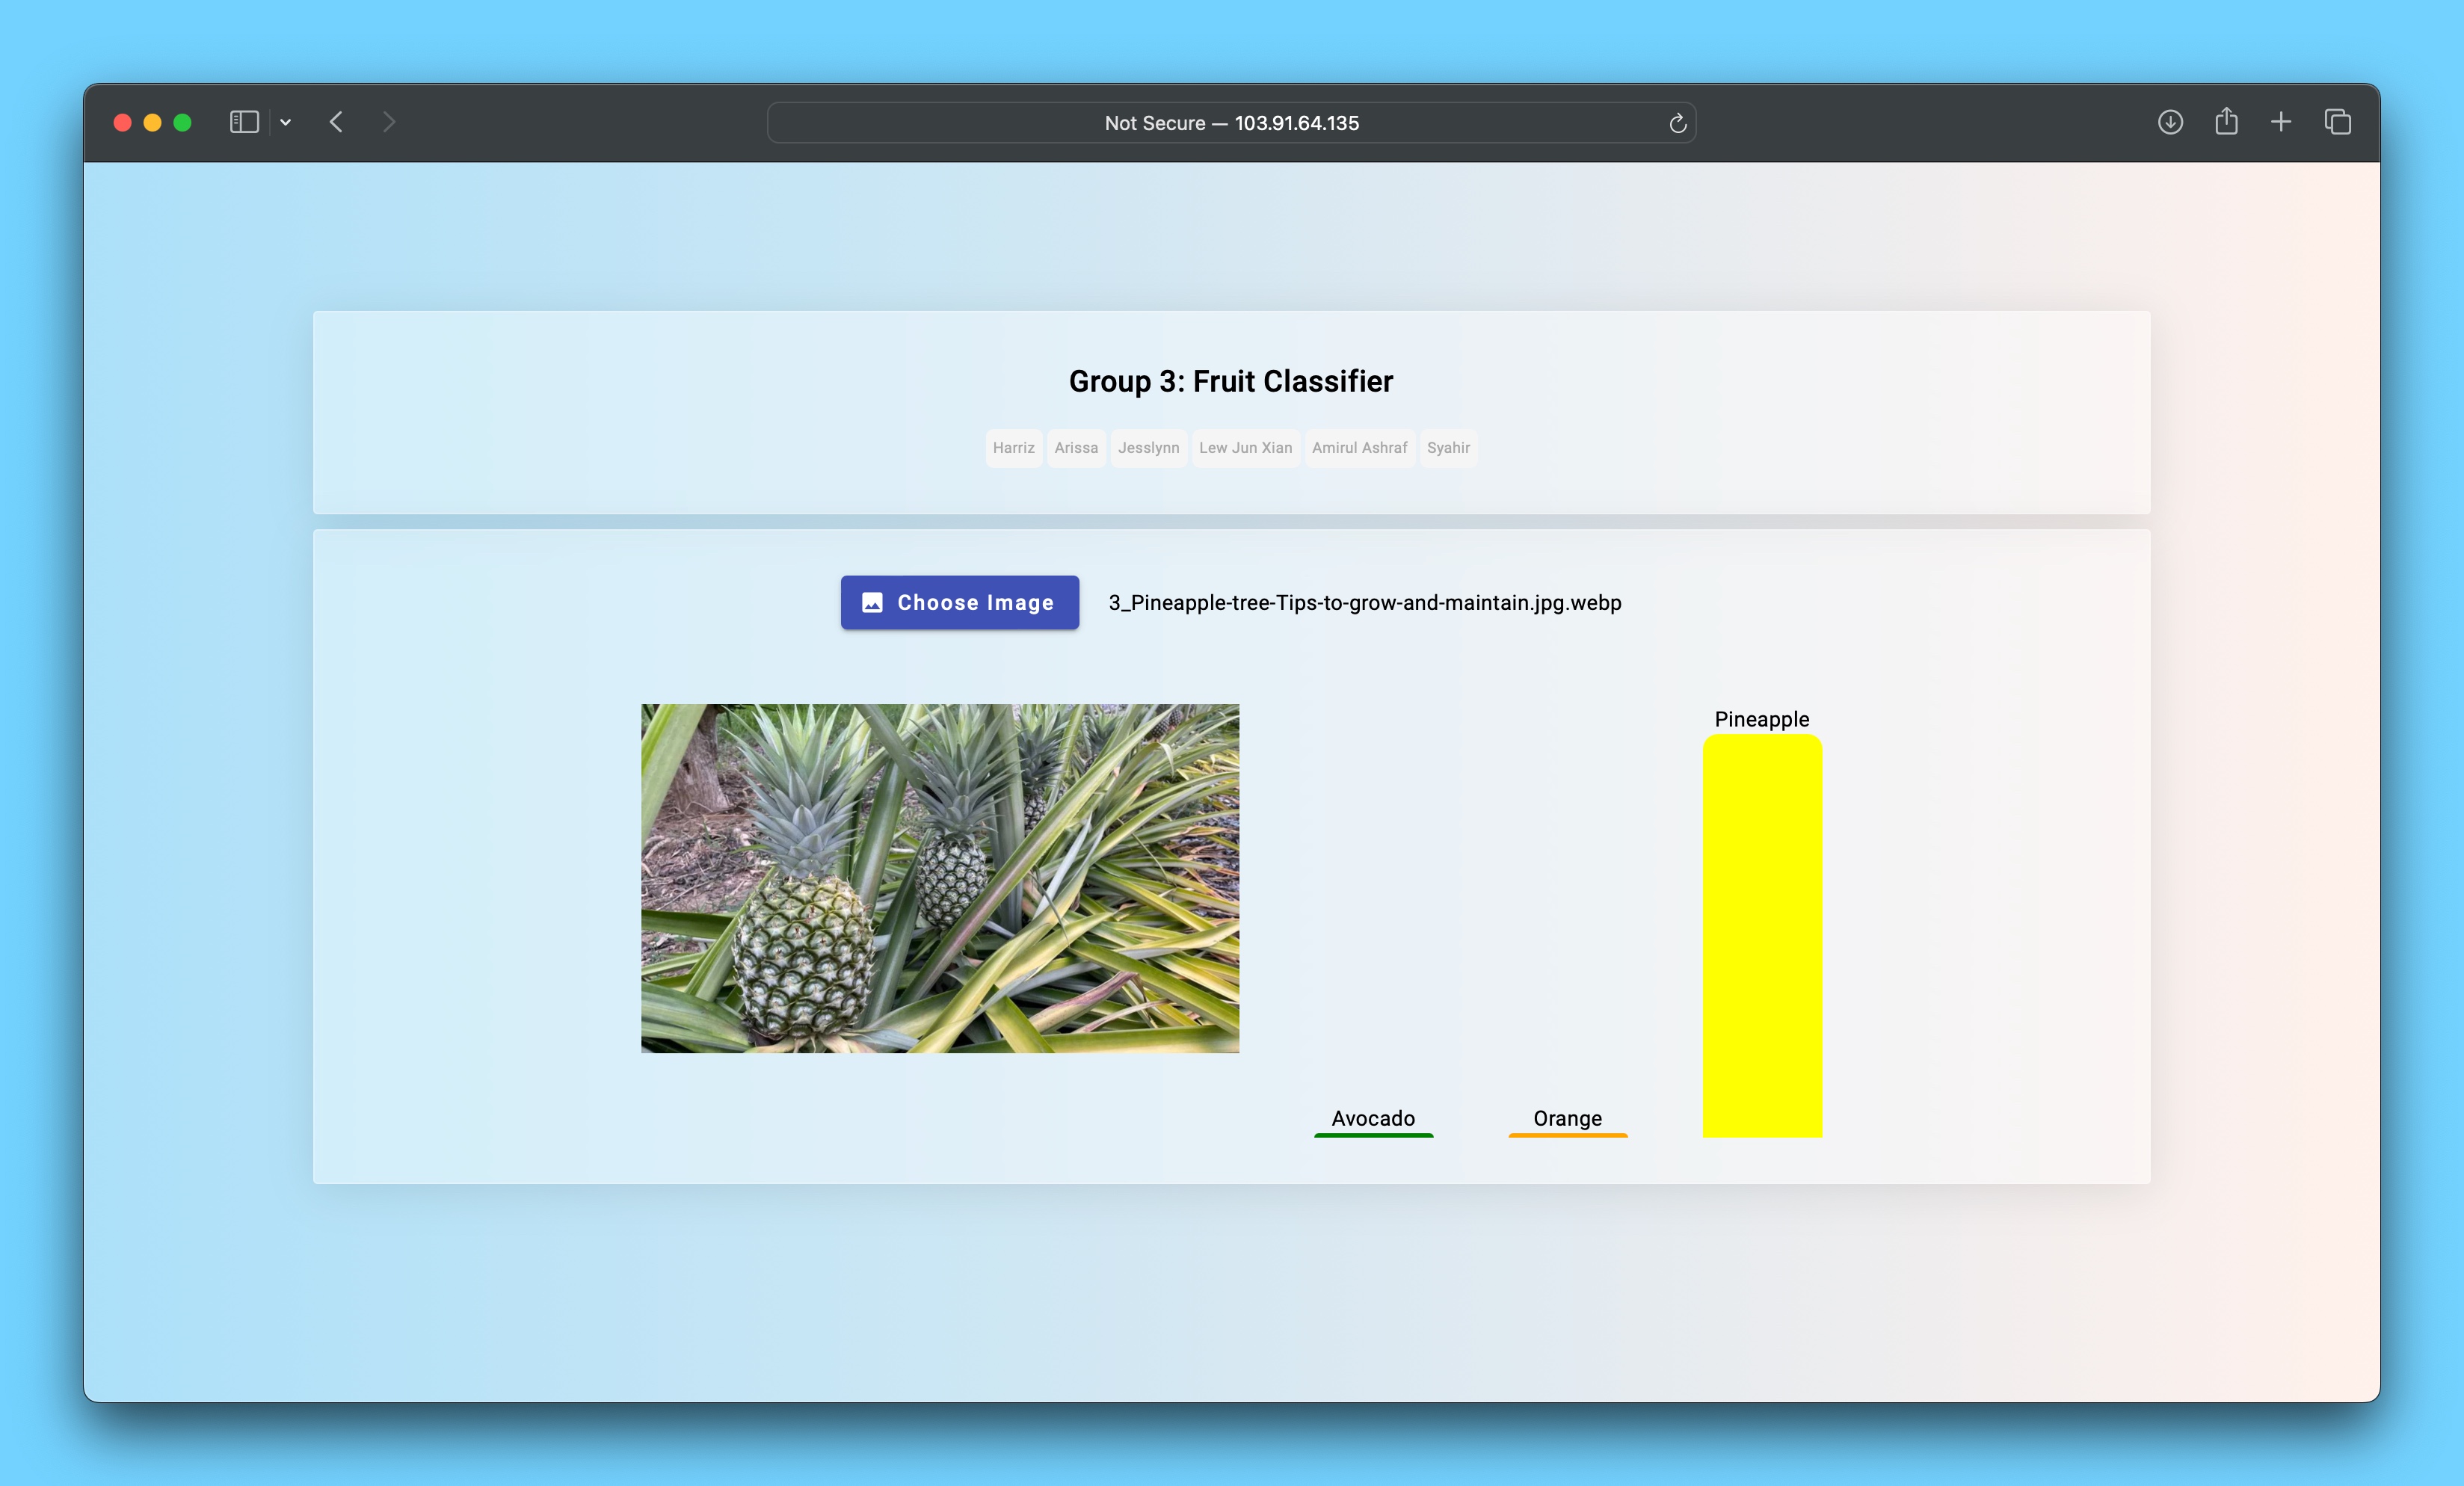 Not Secure — 103.91.64.135
Group 3: Fruit Classifier
Harriz Arissa Jesslynn Lew Jun Xian Amirul Ashraf Syahir
Choose Image 3_Pineapple-tree-Tips-to-grow-and-maintain.jpg.webp
Pineapple
Avocado Orange